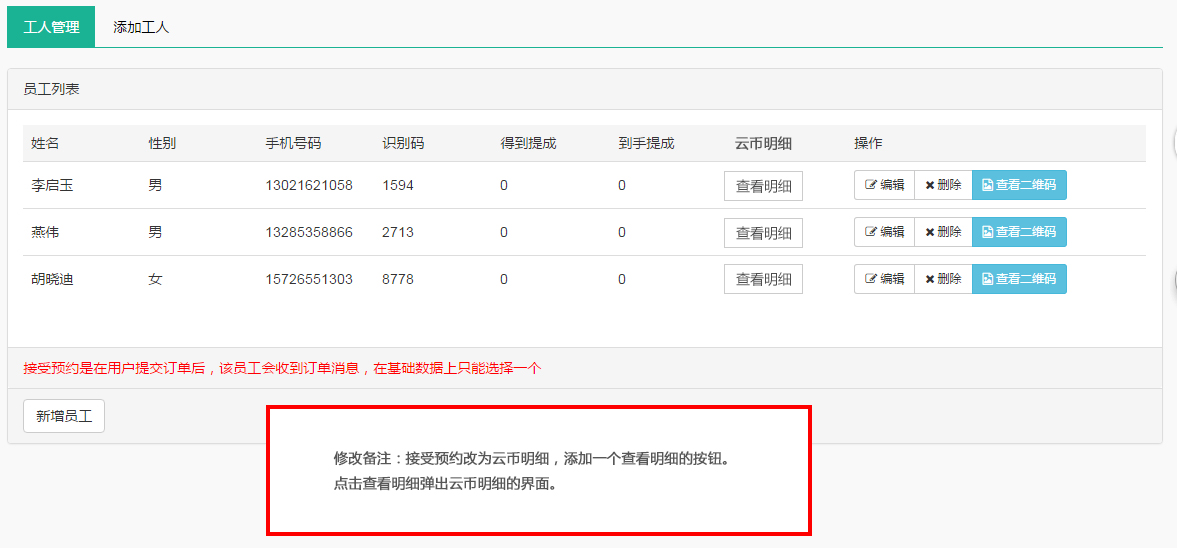 工人管理 添加工人
员工列表
姓名 性别 手机号码 识别码 得到提成 到手提成 云币明细 操作
李启玉 男 13021621058 1594 0 0 查看明细 编辑 删除 查看二维码
燕伟 男 13285358866 2713 0 0 查看明细 编辑 删除 查看二维码
胡晓迪 女 15726551303 8778 0 0 查看明细 编辑 删除 查看二维码
接受预约是在用户提交订单后，该员工会收到订单消息，在基础数据上只能选择一个
新增员工
修改备注：接受预约改为云币明细，添加一个查看明细的按钮。
点击查看明细弹出云币明细的界面。